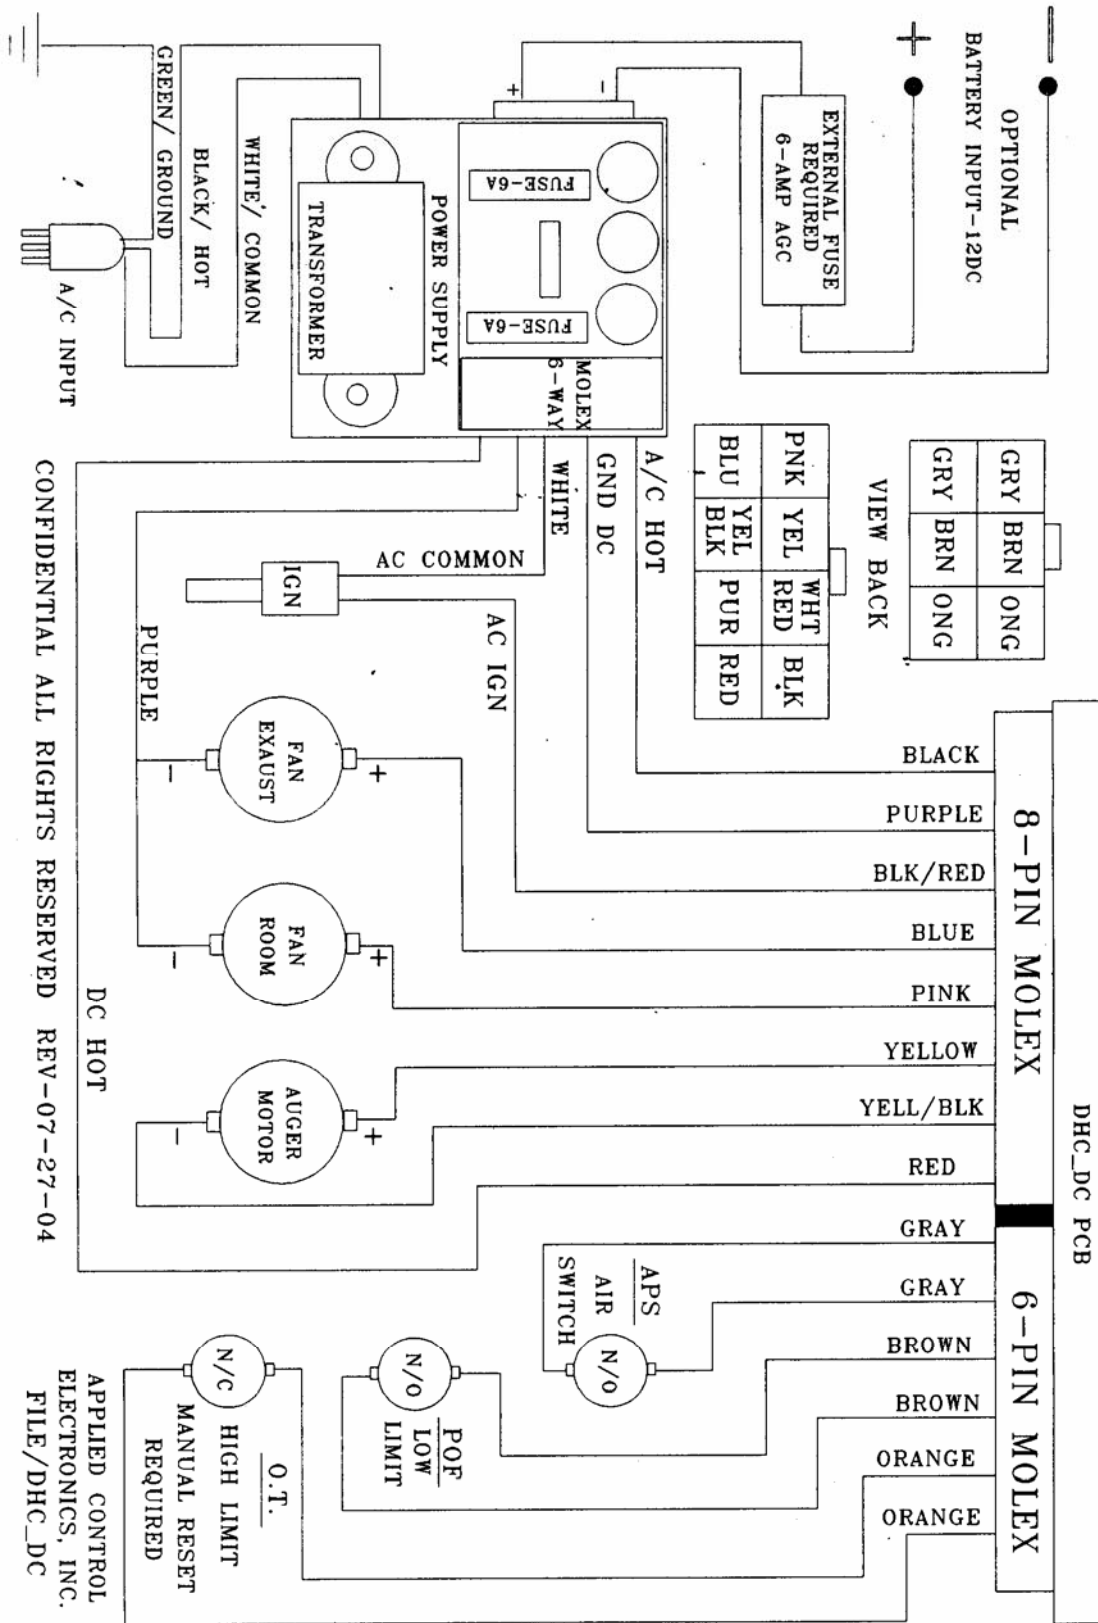 OPTIONAL
BATTERY INPUT-12DC
-
+
EXTERNAL FUSE
REQUIRED
6-AMP AGC
+
-
FUSE-6A
FUSE-6A
MOLEX
6-WAY
POWER SUPPLY
TRANSFORMER
WHITE/ COMMON
BLACK/ HOT
GREEN/ GROUND
A/C INPUT
GRY BRN ONG
GRY BRN ONG
VIEW BACK
PNK YEL WHT RED BLK
BLU YEL BLK PUR RED
A/C HOT
GND DC
WHITE
AC COMMON
IGN
AC IGN
PURPLE
DC HOT
FAN
EXAUST
+
-
FAN
ROOM
+
-
AUGER
MOTOR
+
-
DHC_DC PCB
8-PIN MOLEX
6-PIN MOLEX
BLACK
PURPLE
BLK/RED
BLUE
PINK
YELLOW
YELL/BLK
RED
GRAY
GRAY
BROWN
BROWN
ORANGE
ORANGE
APS
AIR
SWITCH
N/O
N/O
POF
LOW
LIMIT
N/C
O.T.
HIGH LIMIT
MANUAL RESET
REQUIRED
CONFIDENTIAL ALL RIGHTS RESERVED REV-07-27-04
APPLIED CONTROL
ELECTRONICS, INC.
FILE/DHC_DC